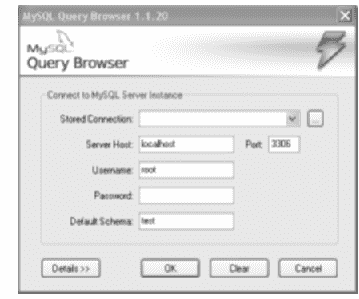 MySQL Query Browser 1.1.20
MySQL
Query Browser
Connect to MySQL Server Instance
Stored Connection:
...
Server Host: localhost Port: 3306
Username: root
Password:
Default Schema: test
Details >> OK Clear Cancel